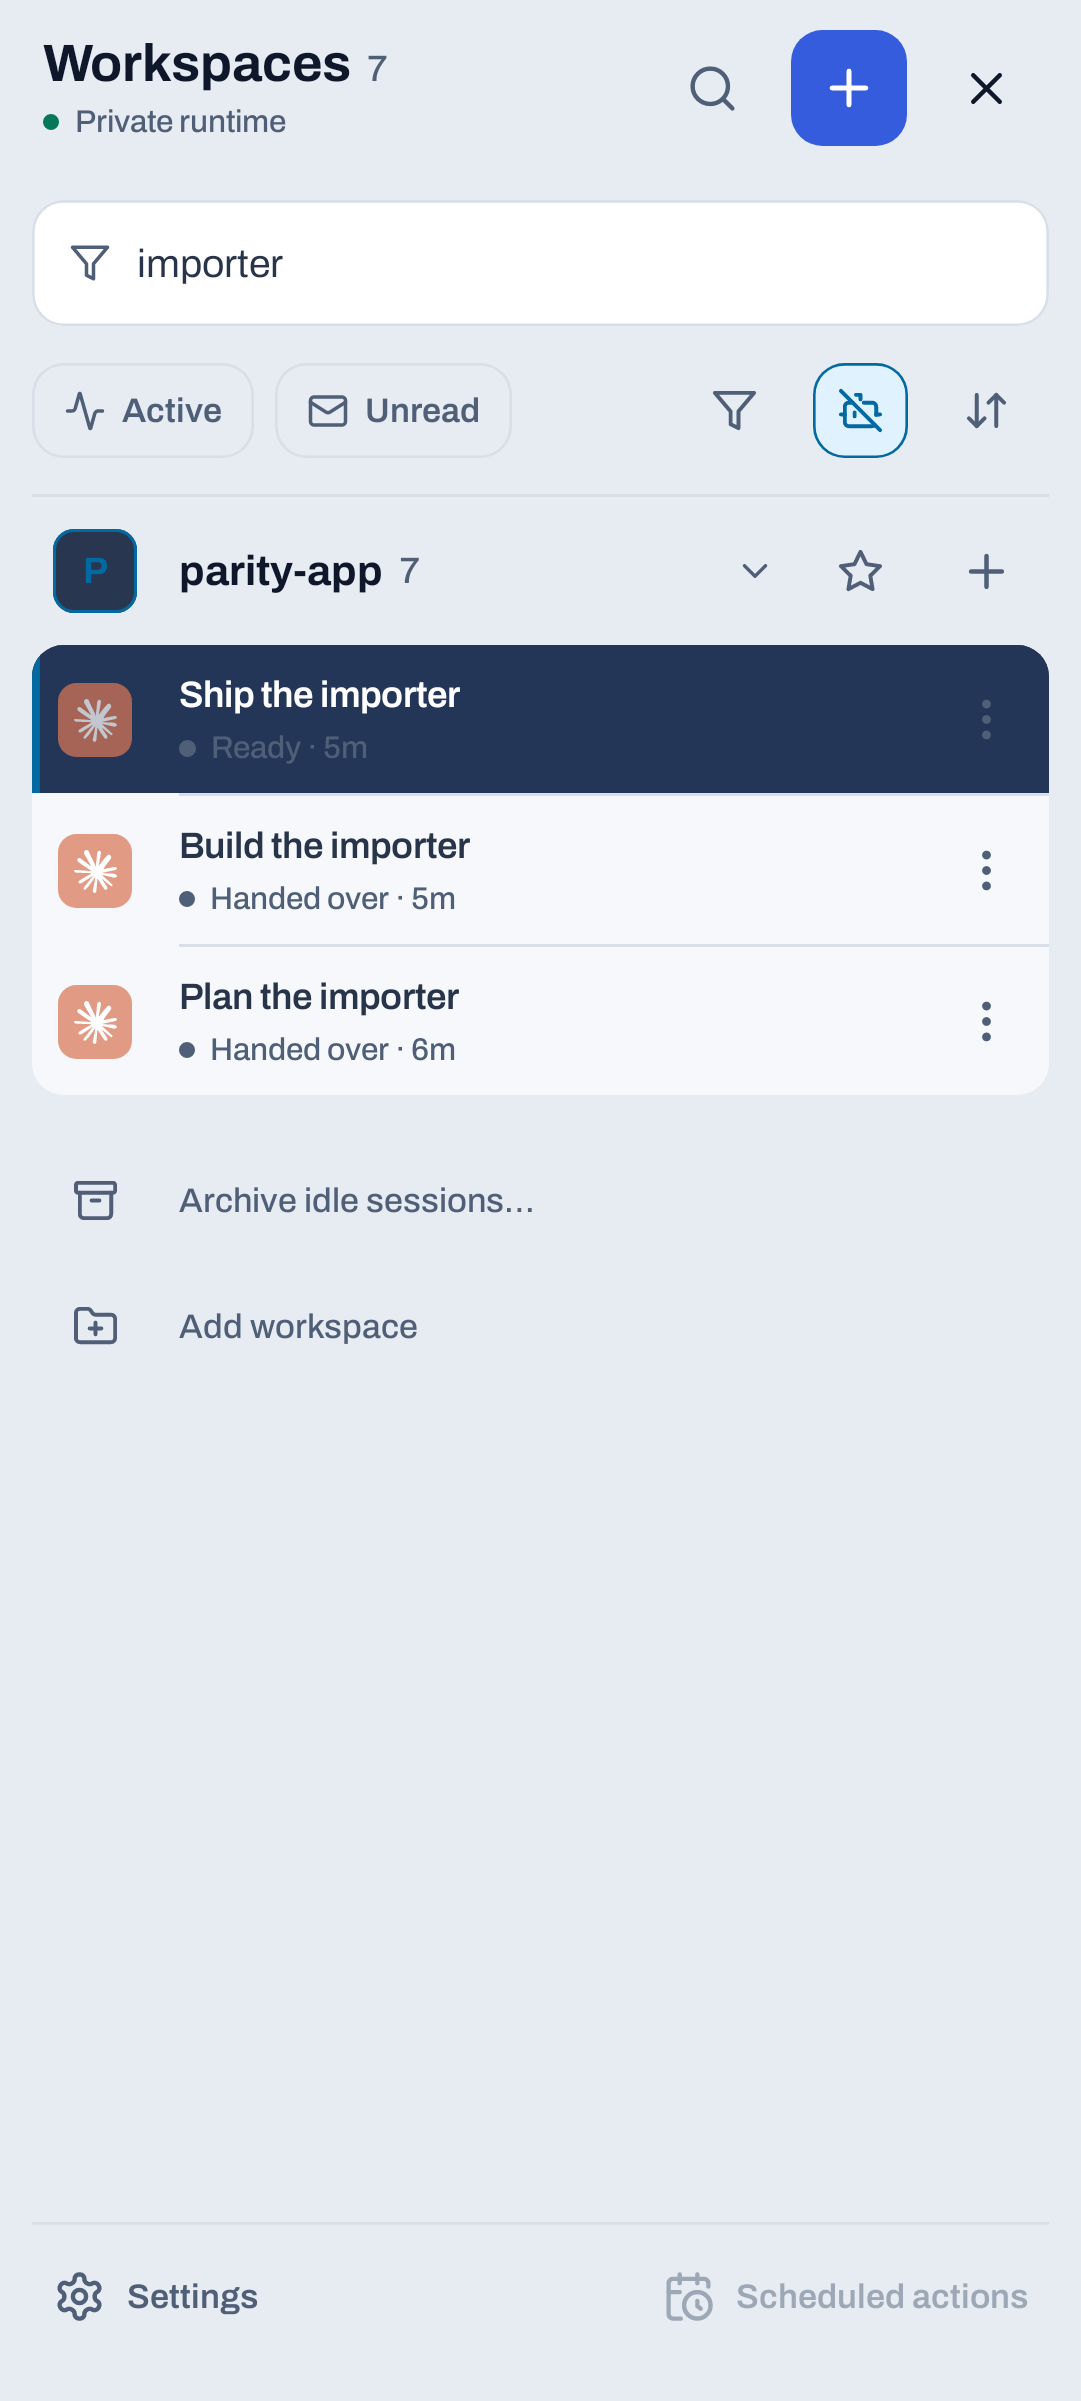 Workspaces 7
Private runtime
importer
Active
Unread
P
parity-app 7
Ship the importer
Ready · 5m
Build the importer
Handed over · 5m
Plan the importer
Handed over · 6m
Archive idle sessions...
Add workspace
Settings
Scheduled actions